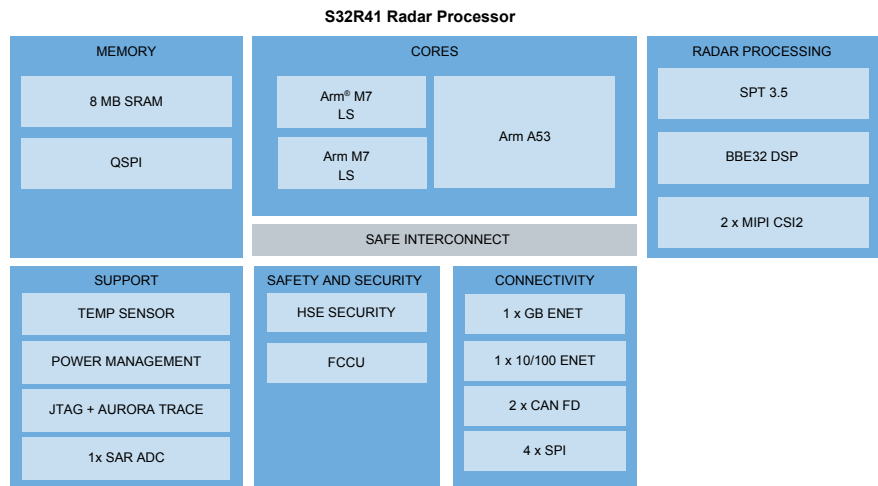 S32R41 Radar Processor
MEMORY
8 MB SRAM
QSPI
CORES
Arm® M7
LS
Arm M7
LS
Arm A53
RADAR PROCESSING
SPT 3.5
BBE32 DSP
2 x MIPI CSI2
SAFE INTERCONNECT
SUPPORT
TEMP SENSOR
POWER MANAGEMENT
JTAG + AURORA TRACE
1x SAR ADC
SAFETY AND SECURITY
HSE SECURITY
FCCU
CONNECTIVITY
1 x GB ENET
1 x 10/100 ENET
2 x CAN FD
4 x SPI